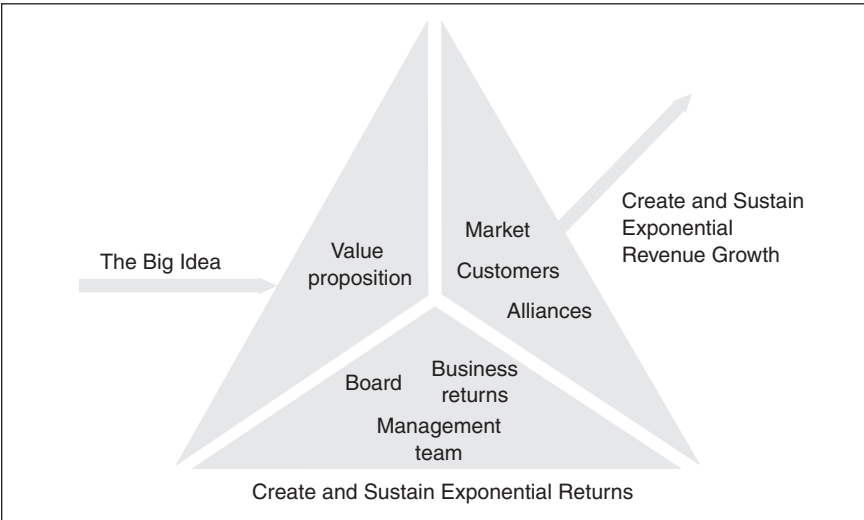 The Big Idea
Value
proposition
Market
Customers
Alliances
Create and Sustain
Exponential
Revenue Growth
Board
Business
returns
Management
team
Create and Sustain Exponential Returns